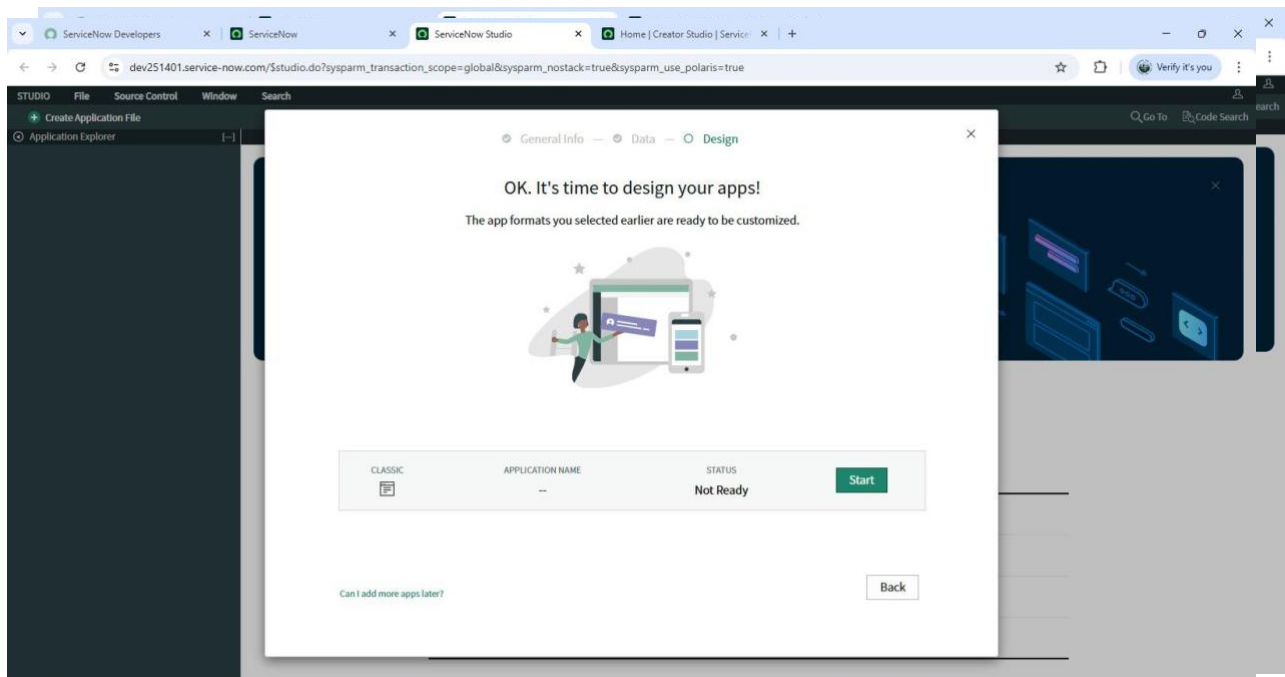 ServiceNow Developers
ServiceNow
ServiceNow Studio
Home | Creator Studio | Service
dev251401.service-now.com/$studio.do?sysparm_transaction_scope=global&sysparm_nostack=true&sysparm_use_polaris=true
Verify it's you
STUDIO File Source Control Window Search
earch
Create Application File
Go To Code Search
Application Explorer
General Info — Data — Design
OK. It's time to design your apps!
The app formats you selected earlier are ready to be customized.
CLASSIC APPLICATION NAME STATUS
-- Not Ready Start
Can I add more apps later? Back